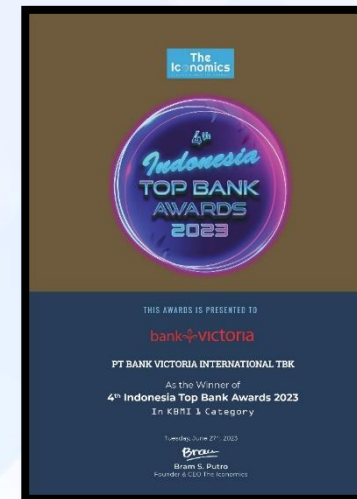 The
Iconomics
4th
Indonesia
TOP BANK
AWARDS
2023
THIS AWARDS IS PRESENTED TO
bank victoria
PT BANK VICTORIA INTERNATIONAL TBK
As the Winner of
4th Indonesia Top Bank Awards 2023
In KBMI 1 Category
Tuesday, June 27th, 2023
Bram S. Putro
Founder & CEO The Iconomics